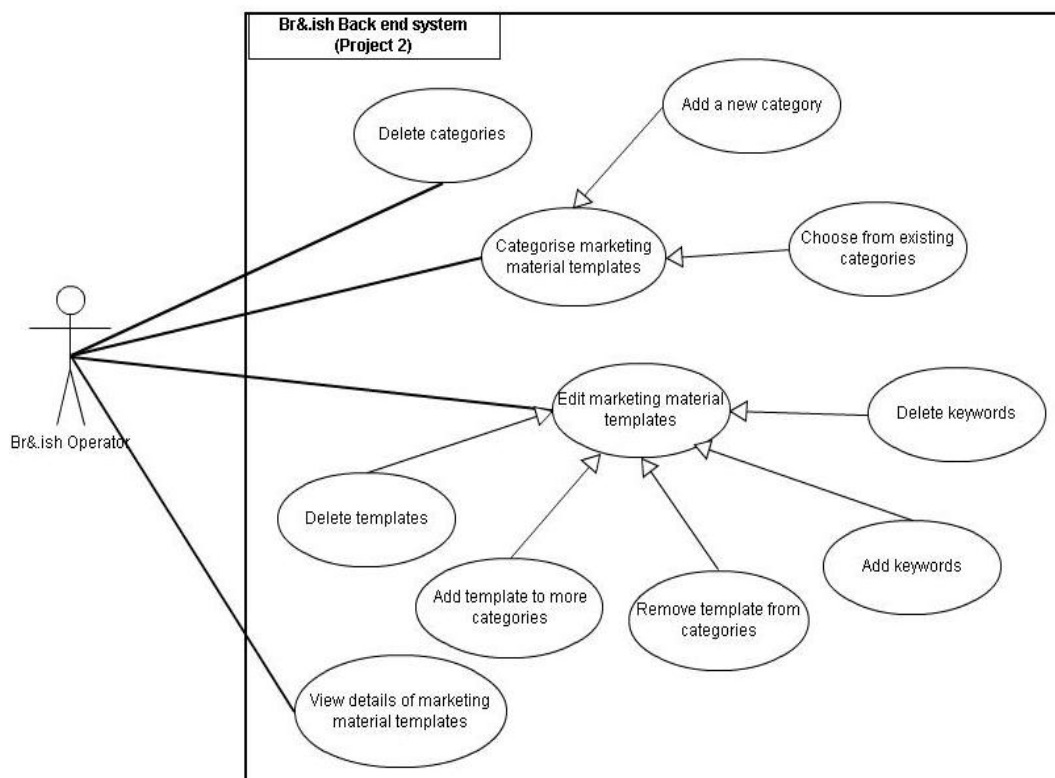 Br&.ish Back end system
(Project 2)
Add a new category
Delete categories
Categorise marketing
material templates
Choose from existing
categories
Edit marketing material
templates
Delete keywords
Br&.ish Operator
Delete templates
Add keywords
Add template to more
categories
Remove template from
categories
View details of marketing
material templates